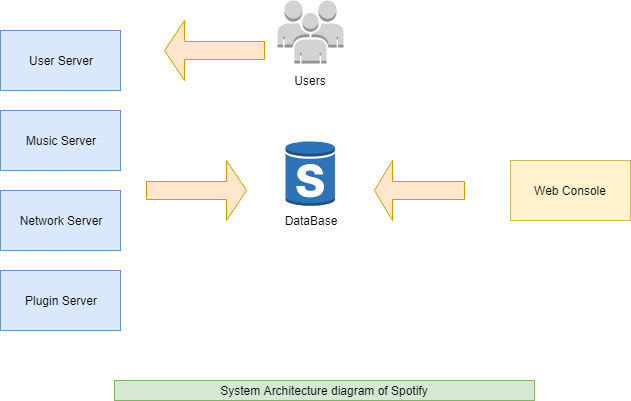 Users
User Server
Music Server
Network Server
Plugin Server
S
DataBase
Web Console
System Architecture diagram of Spotify